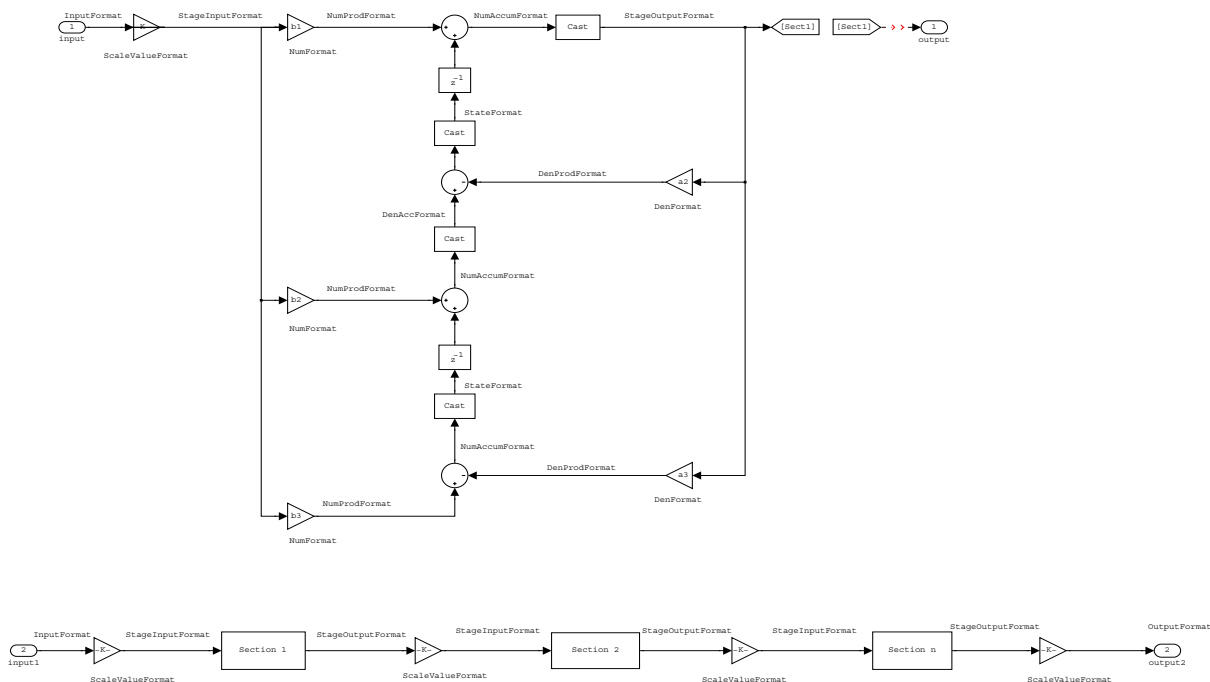 InputFormat
StageInputFormat
NumProdFormat
NumAccumFormat
StageOutputFormat
1
-K-
b1
+
+
Cast
[Sect1]
[Sect1]
1
input
output
ScaleValueFormat
NumFormat
z-1
StateFormat
Cast
DenProdFormat
-
+
a2
DenFormat
DenAccFormat
Cast
NumAccumFormat
NumProdFormat
b2
+
+
NumFormat
z-1
StateFormat
Cast
NumAccumFormat
DenProdFormat
-
+
a3
NumProdFormat
DenFormat
b3
NumFormat
InputFormat
StageInputFormat
StageOutputFormat
StageInputFormat
StageOutputFormat
StageInputFormat
StageOutputFormat
OutputFormat
2
-K-
Section 1
-K-
Section 2
-K-
Section n
-K-
2
input1
output2
ScaleValueFormat
ScaleValueFormat
ScaleValueFormat
ScaleValueFormat